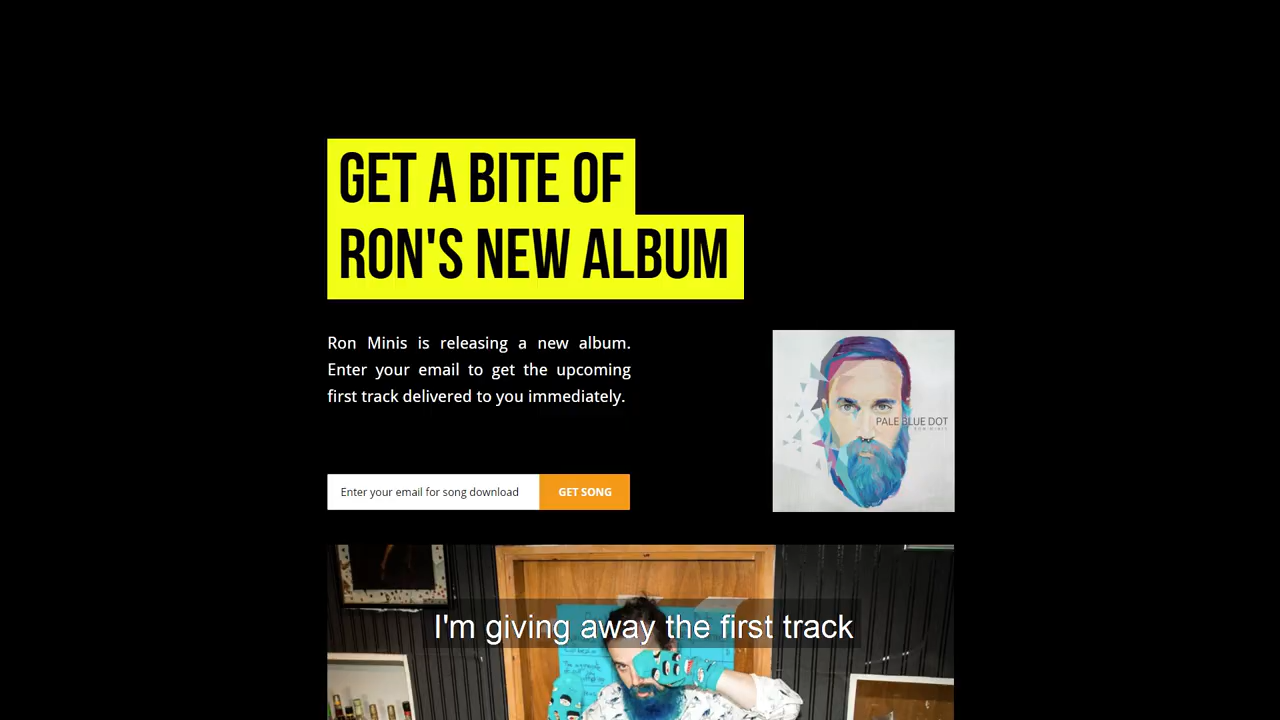 GET A BITE OF
RON'S NEW ALBUM
Ron Minis is releasing a new album.
Enter your email to get the upcoming
first track delivered to you immediately.
PALE BLUE DOT
RON MINIS
Enter your email for song download
GET SONG
I'm giving away the first track